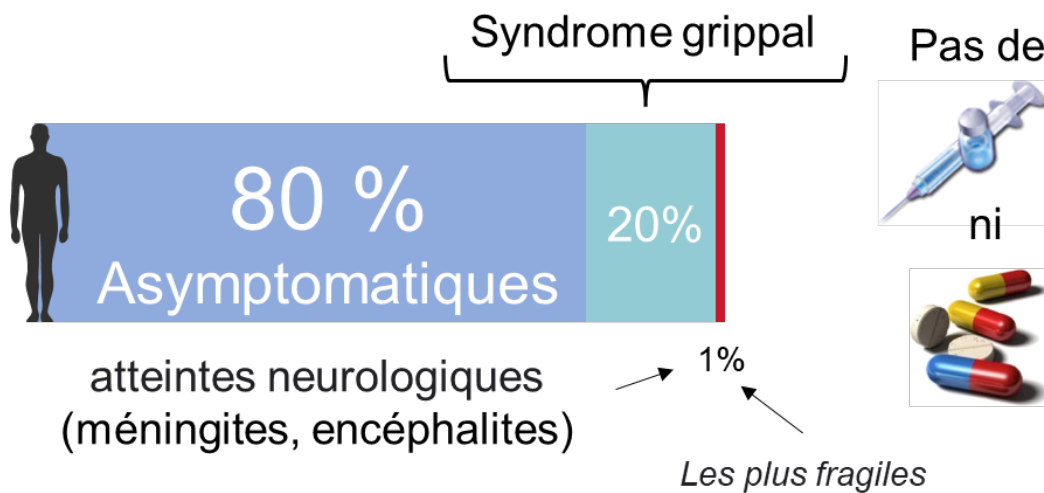 Syndrome grippal
Pas de
80 %
Asymptomatiques
20%
ni
1%
atteintes neurologiques
(méningites, encéphalites)
Les plus fragiles